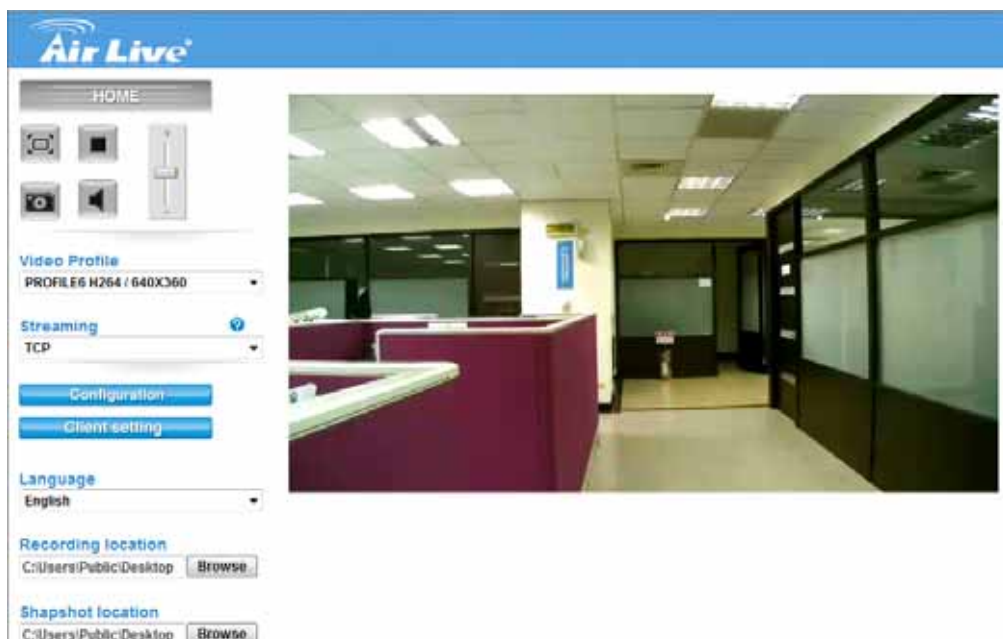 Air Live
HOME
Video Profile
PROFILE6 H264 / 640X360
Streaming
TCP
Configuration
Client setting
Language
English
Recording location
C:\Users\Public\Desktop Browse
Shapshot location
C:\Users\Public\Desktop Browse